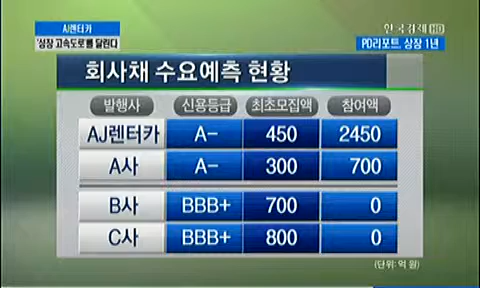 AJ렌터카
'성장 고속도로'를 달린다
한국경제HD
PD리포트, 상장 1년
회사채 수요예측 현황
발행사 신용등급 최초모집액 참여액
AJ렌터카 A- 450 2450
A사 A- 300 700
B사 BBB+ 700 0
C사 BBB+ 800 0
(단위:억 원)